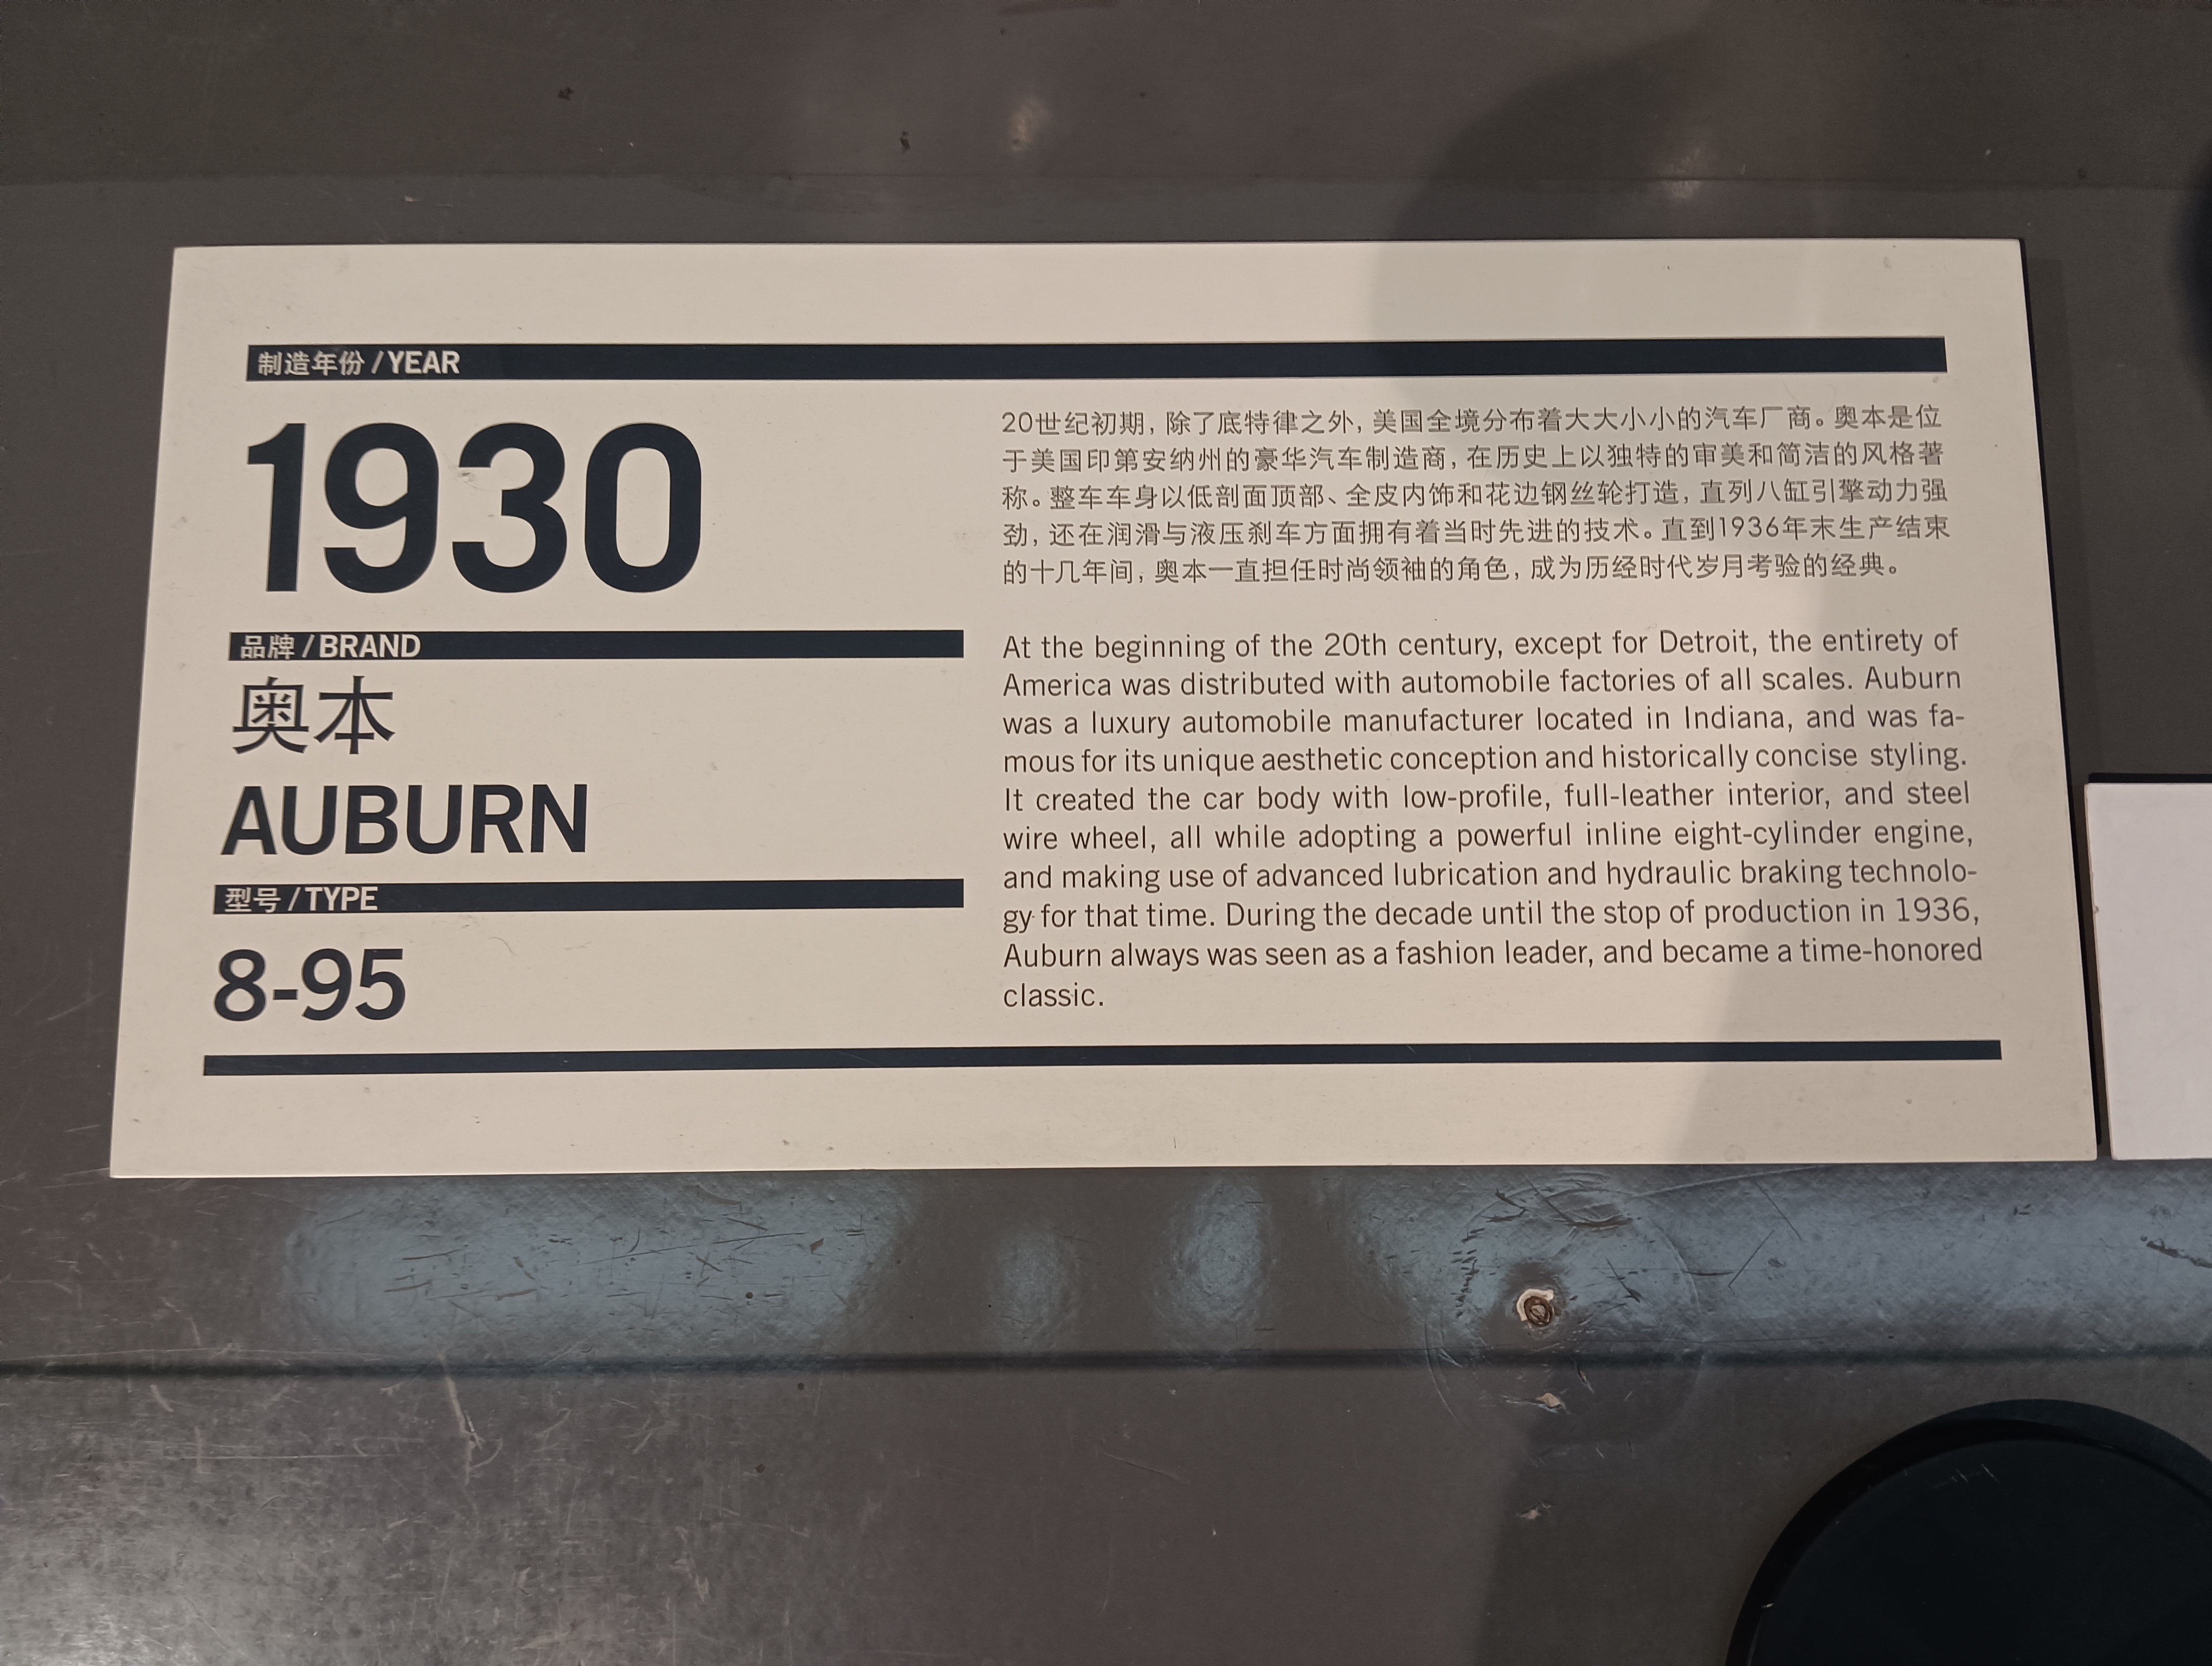 制造年份 / YEAR
1930
品牌 / BRAND
奥本
AUBURN
型号 / TYPE
8-95
20世纪初期，除了底特律之外，美国全境分布着大大小小的汽车厂商。奥本是位
于美国印第安纳州的豪华汽车制造商，在历史上以独特的审美和简洁的风格著
称。整车车身以低剖面顶部、全皮内饰和花边钢丝轮打造，直列八缸引擎动力强
劲，还在润滑与液压刹车方面拥有着当时先进的技术。直到1936年末生产结束
的十几年间，奥本一直担任时尚领袖的角色，成为历经时代岁月考验的经典。
At the beginning of the 20th century, except for Detroit, the entirety of
America was distributed with automobile factories of all scales. Auburn
was a luxury automobile manufacturer located in Indiana, and was fa-
mous for its unique aesthetic conception and historically concise styling.
It created the car body with low-profile, full-leather interior, and steel
wire wheel, all while adopting a powerful inline eight-cylinder engine,
and making use of advanced lubrication and hydraulic braking technolo-
gy for that time. During the decade until the stop of production in 1936,
Auburn always was seen as a fashion leader, and became a time-honored
classic.